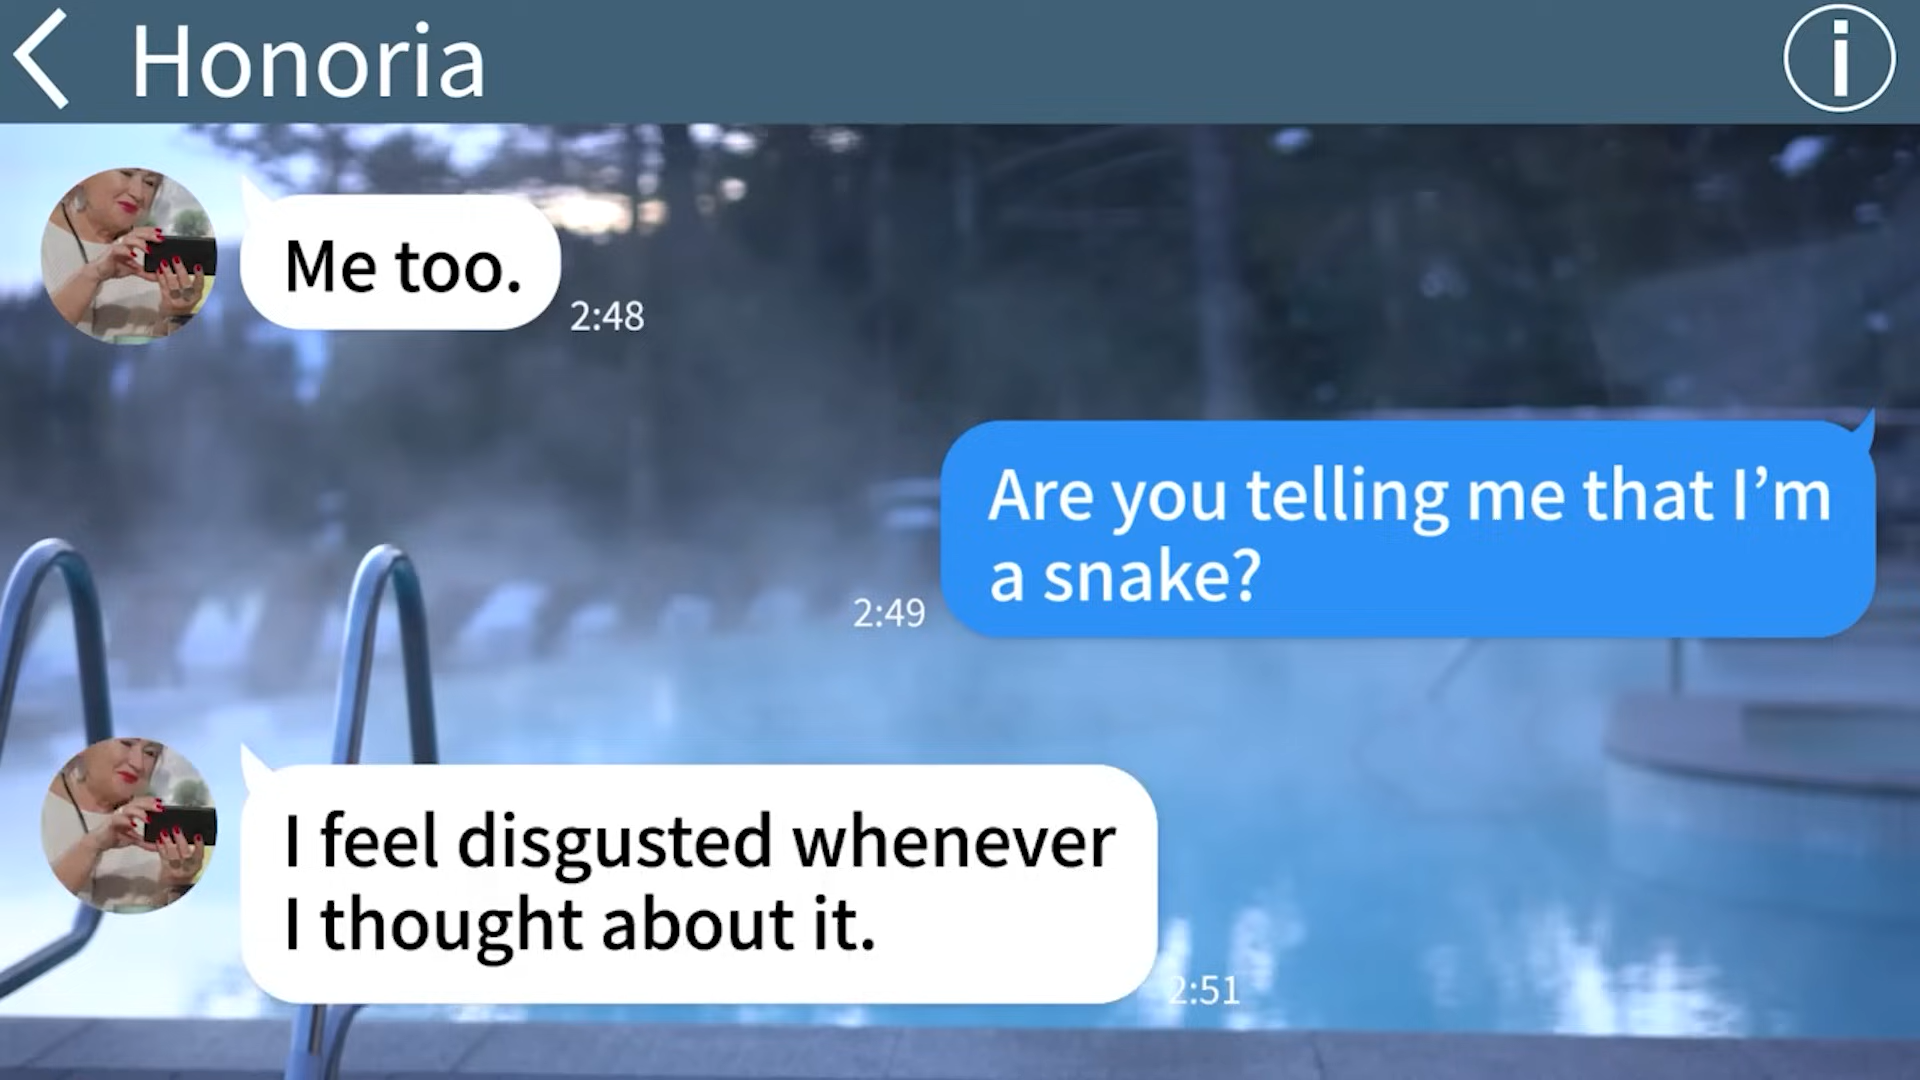 Honoria
Me too.
2:48
Are you telling me that I’m
a snake?
2:49
I feel disgusted whenever
I thought about it.
2:51